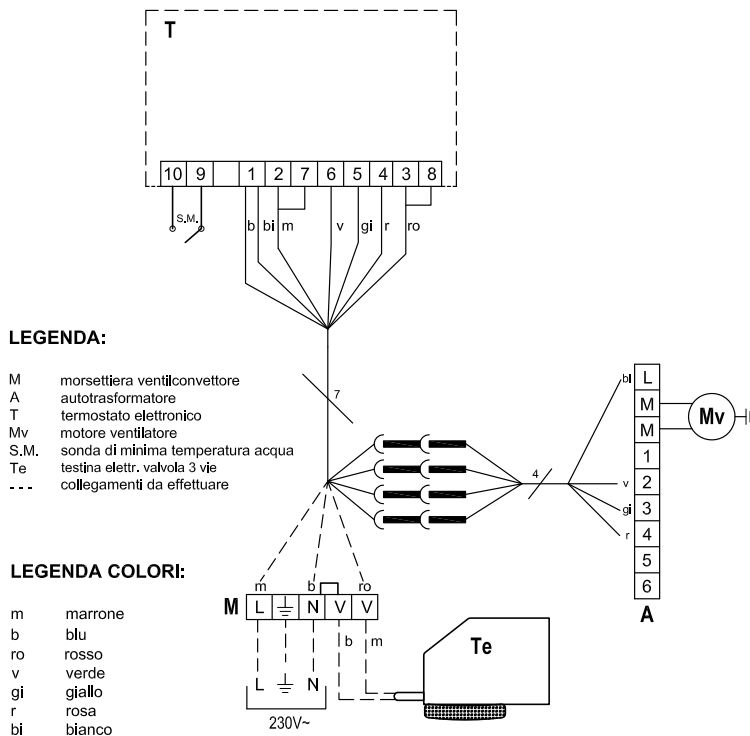 T
10 9 1 2 7 6 5 4 3 8
S.M.
b bi m v gi r ro
LEGENDA:
M morsettiera ventilconvettore
A autotrasformatore
T termostato elettronico
Mv motore ventilatore
S.M. sonda di minima temperatura acqua
Te testina elettr. valvola 3 vie
--- collegamenti da effettuare
7
4
bl L
M
M
1
v 2
gi 3
r 4
5
6
A
Mv
LEGENDA COLORI:
m marrone
b blu
ro rosso
v verde
gi giallo
r rosa
bi bianco
m b ro
M L N V V
b m
L N
230V~
Te